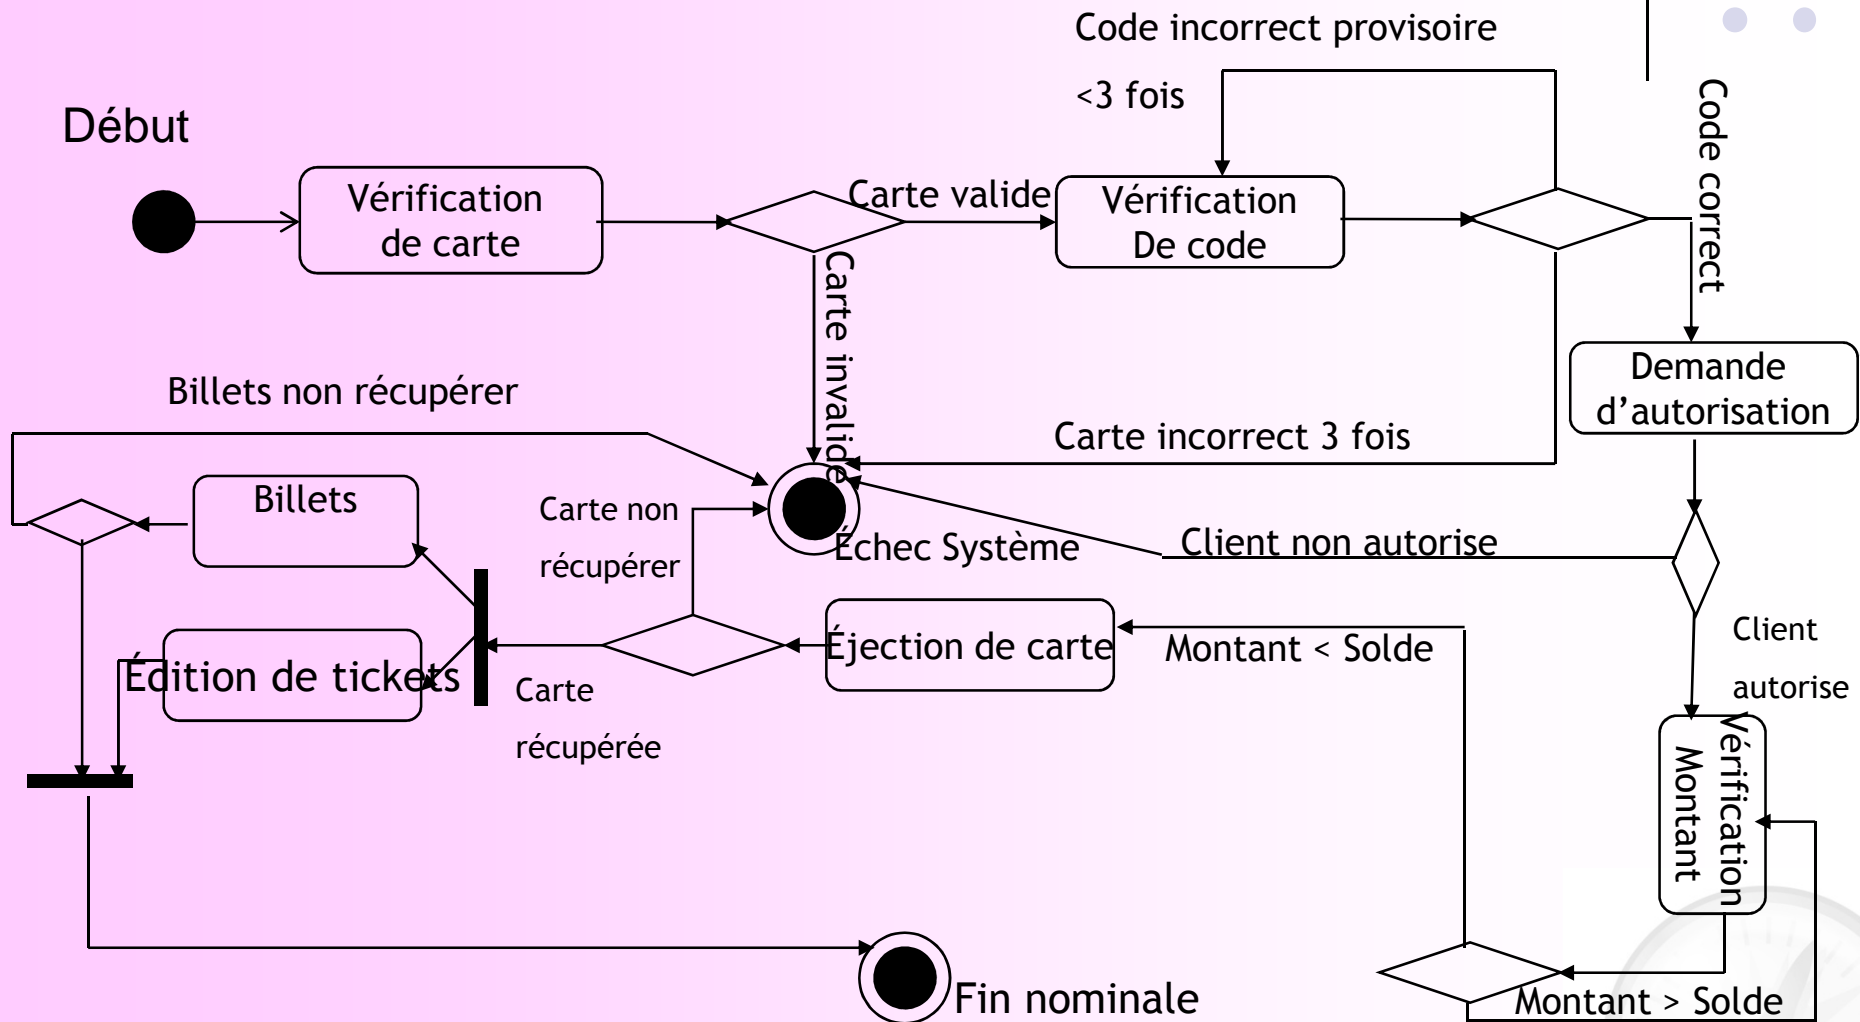 Code incorrect provisoire
<3 fois
Début
Code correct
Vérification
de carte
Carte valide
Vérification
De code
Carte invalide
Demande
d’autorisation
Billets non récupérer
Carte incorrect 3 fois
Billets
Carte non
récupérer
Échec Système
Client non autorise
Client
autorise
Éjection de carte
Montant < Solde
Édition de tickets
Carte
récupérée
Vérification
Montant
Fin nominale
Montant > Solde